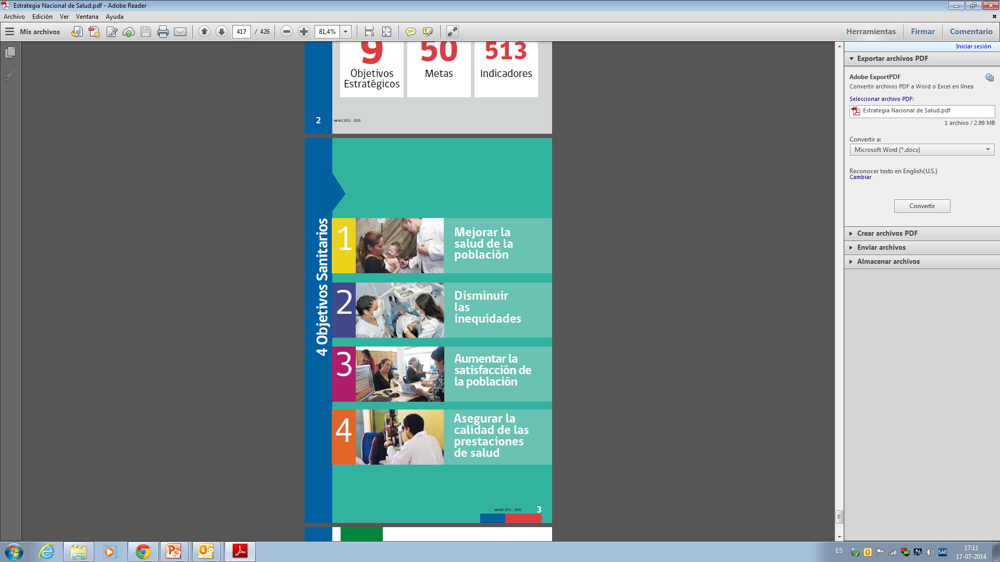 Estrategia Nacional de Salud.pdf - Adobe Reader
Archivo Edición Ver Ventana Ayuda
Mis archivos
417 / 426
81,4%
Herramientas Firmar Comentario
9
Objetivos
Estratégicos
50
Metas
513
Indicadores
2
METAS 2011 - 2020
4 Objetivos Sanitarios
1
Mejorar la
salud de la
población
2
Disminuir
las
inequidades
3
Aumentar la
satisfacción de
la población
4
Asegurar la
calidad de las
prestaciones
de salud
METAS 2011 - 2020
3
Iniciar sesión
Exportar archivos PDF
Adobe ExportPDF
Convertir archivos PDF a Word o Excel en línea
Seleccionar archivo PDF:
Estrategia Nacional de Salud.pdf
1 archivo / 2.99 MB
Convertir a:
Microsoft Word (*.docx)
Reconocer texto en English(U.S.)
Cambiar
Convertir
Crear archivos PDF
Enviar archivos
Almacenar archivos
ES
SAE
17:11
17-07-2014